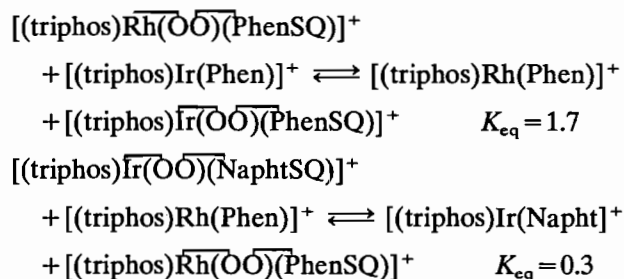 [(triphos)Rh(OO)(PhenSQ)]⁺
+[(triphos)Ir(Phen)]⁺ ⇌ [(triphos)Rh(Phen)]⁺
+[(triphos)Ir(OO)(PhenSQ)]⁺ K_eq=1.7
[(triphos)Ir(OO)(NaphtSQ)]⁺
+[(triphos)Rh(Phen)]⁺ ⇌ [(triphos)Ir(Napht]⁺
+[(triphos)Rh(OO)(PhenSQ)]⁺ K_eq=0.3